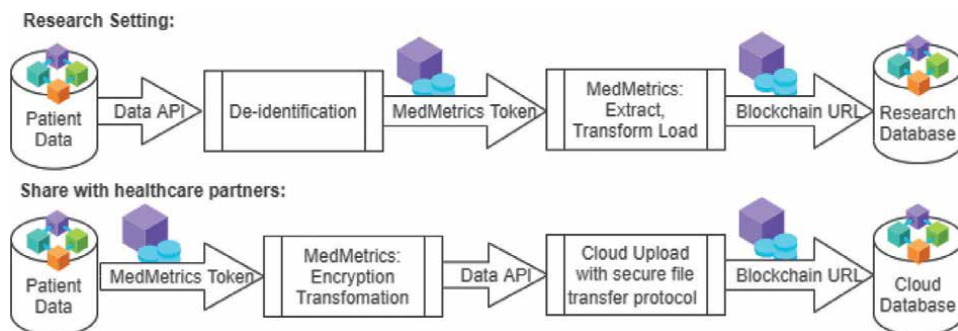 Research Setting:
Patient
Data
Data API
De-identification
MedMetrics Token
MedMetrics:
Extract,
Transform Load
Blockchain URL
Research
Database
Share with healthcare partners:
Patient
Data
MedMetrics Token
MedMetrics:
Encryption
Transfomation
Data API
Cloud Upload
with secure file
transfer protocol
Blockchain URL
Cloud
Database